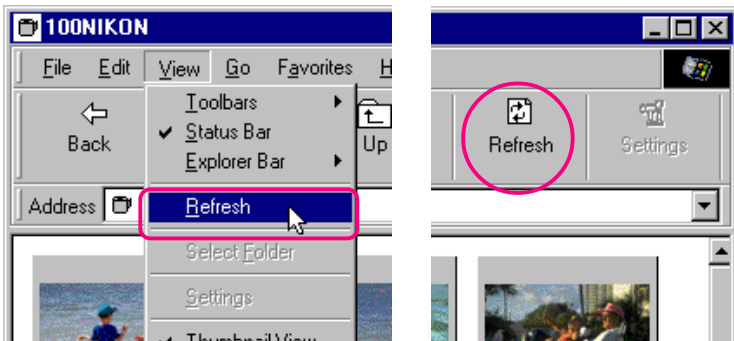 100NIKON
File Edit View Go Favorites H
Back
Up
Toolbars
Status Bar
Explorer Bar
Address
Refresh
Select Folder
Settings
Thumbnail View
Refresh
Settings